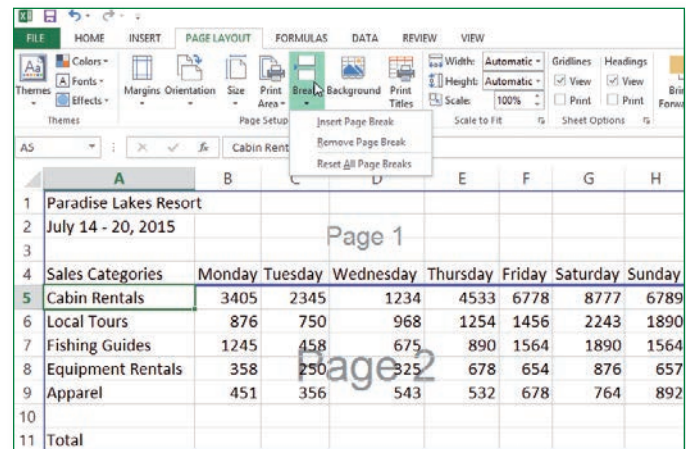 FILE HOME INSERT PAGE LAYOUT FORMULAS DATA REVIEW VIEW
Aa Colors Width: Automatic Gridlines Headings
A Fonts Height: Automatic View View
Themes Effects Margins Orientation Size Print Area Breaks Background Print Titles Scale: 100% Print Print
Themes Page Setup Scale to Fit Sheet Options
Insert Page Break
Remove Page Break
Reset All Page Breaks
A5 fx Cabin Rent
A B C D E F G H
1 Paradise Lakes Resort
2 July 14 - 20, 2015
Page 1
3
4 Sales Categories Monday Tuesday Wednesday Thursday Friday Saturday Sunday
5 Cabin Rentals 3405 2345 1234 4533 6778 8777 6789
6 Local Tours 876 750 968 1254 1456 2243 1890
7 Fishing Guides 1245 458 675 890 1564 1890 1564
Page 2
8 Equipment Rentals 358 250 325 678 654 876 657
9 Apparel 451 356 543 532 678 764 892
10
11 Total